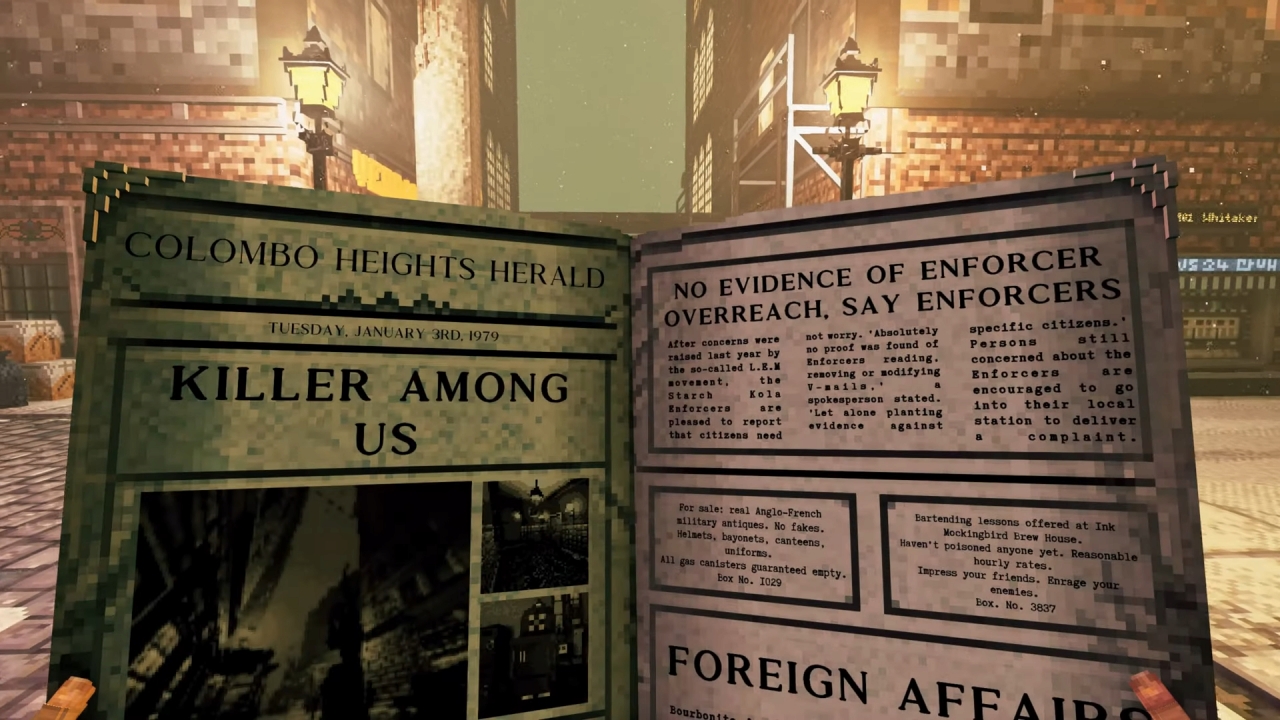 COLOMBO HEIGHTS HERALD
TUESDAY, JANUARY 3RD, 1979
KILLER AMONG
US
NO EVIDENCE OF ENFORCER
OVERREACH, SAY ENFORCERS
After concerns were
raised last year by
the so-called L.E.M
movement, the
Starch Kola
Enforcers are
pleased to report
that citizens need
not worry. 'Absolutely
no proof was found of
Enforcers reading.
removing or modifying
V-mails,' a
spokesperson stated.
'Let alone planting
evidence against
specific citizens.'
Persons still
concerned about the
Enforcers are
encouraged to go
into their local
station to deliver
a complaint.
For sale: real Anglo-French
military antiques. No fakes.
Helmets, bayonets, canteens,
uniforms.
All gas canisters guaranteed empty.
Box No. 1029
Bartending lessons offered at Ink
Mockingbird Brew House.
Haven't poisoned anyone yet. Reasonable
hourly rates.
Impress your friends. Enrage your
enemies.
Box. No. 3837
FOREIGN AFFAIRS
Whitaker